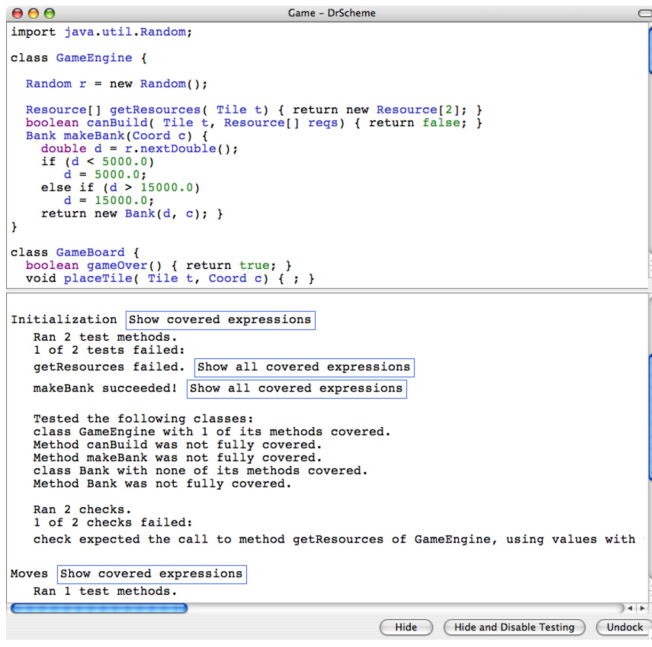 Game - DrScheme
import java.util.Random;
class GameEngine {
Random r = new Random();
Resource[] getResources( Tile t) { return new Resource[2]; }
boolean canBuild( Tile t, Resource[] reqs) { return false; }
Bank makeBank(Coord c) {
double d = r.nextDouble();
if (d < 5000.0)
d = 5000.0;
else if (d > 15000.0)
d = 15000.0;
return new Bank(d, c); }
}
class GameBoard {
boolean gameOver() { return true; }
void placeTile( Tile t, Coord c) { ; }
Initialization Show covered expressions
Ran 2 test methods.
1 of 2 tests failed:
getResources failed. Show all covered expressions
makeBank succeeded! Show all covered expressions
Tested the following classes:
class GameEngine with 1 of its methods covered.
Method canBuild was not fully covered.
Method makeBank was not fully covered.
class Bank with none of its methods covered.
Method Bank was not fully covered.
Ran 2 checks.
1 of 2 checks failed:
check expected the call to method getResources of GameEngine, using values with
Moves Show covered expressions
Ran 1 test methods.
Hide Hide and Disable Testing Undock